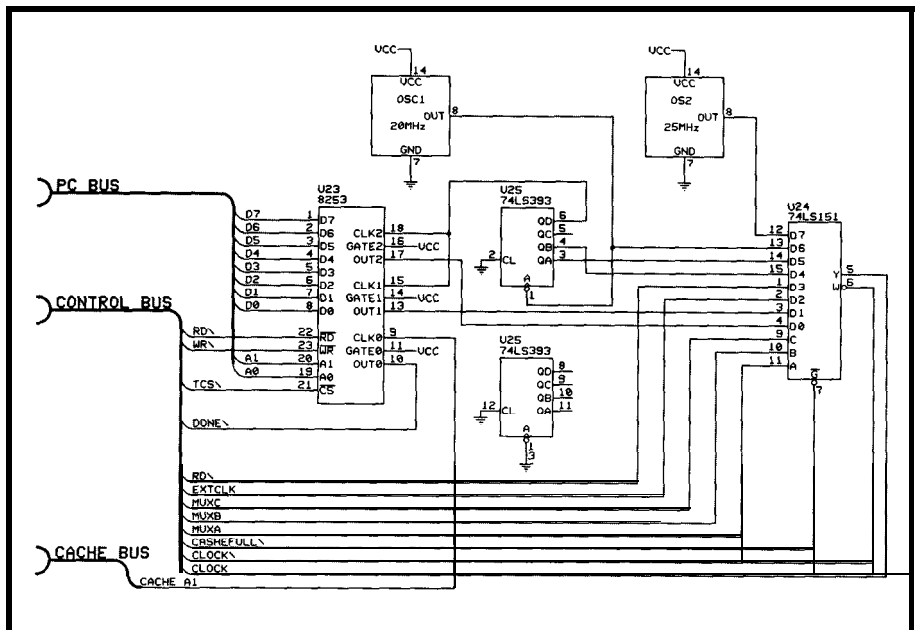 VCC
14
VCC
OSC1
OUT
8
20MHz
GND
7
VCC
14
VCC
OS2
OUT
8
25MHz
GND
7
PC BUS
U23
8253
D7 1 D7
D6 2 D6
D5 3 D5
D4 4 D4
D3 5 D3
D2 6 D2
D1 7 D1
D0 8 D0
RD\ 22 RD
WR\ 23 WR
A1 20 A1
A0 19 A0
TCS\ 21 CS
CLK2 18
GATE2 16 VCC
OUT2 17
CLK1 15
GATE1 14 VCC
OUT1 13
CLK0 9
GATE0 11 VCC
OUT0 10
U25
74LS393
QD 6
QC 5
QB 4
QA 3
2 CL
A
1
U25
74LS393
QD 8
QC 9
QB 10
QA 11
12 CL
A
13
U24
74LS151
12 D7
13 D6
14 D5
15 D4
1 D3
2 D2
3 D1
4 D0
9 C
10 B
11 A
Y 5
W 6
G
7
CONTROL BUS
DONE\
RD\
EXTCLK
MUXC
MUXB
MUXA
CASHEFULL\
CLOCK\
CLOCK
CACHE BUS
CACHE A1